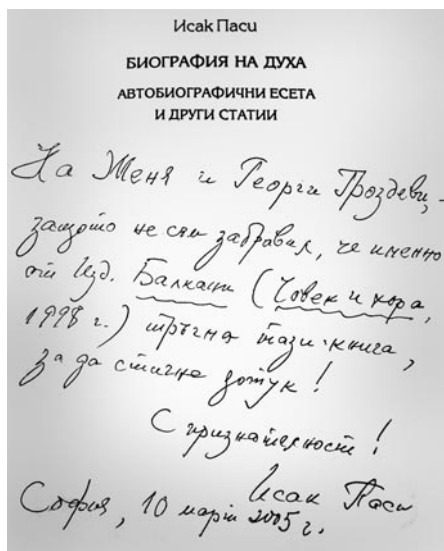 Исак Паси
БИОГРАФИЯ НА ДУХА
АВТОБИОГРАФИЧНИ ЕСЕТА
И ДРУГИ СТАТИИ
На Женя и Георги Гроздеви, -
защото не съм забравил, че именно
от Изд. Балкани (Човек и хора,
1998 г.) тръгна тази книга,
за да стигне дотук!
С признателност!
Исак Паси
София, 10 март 2005 г.